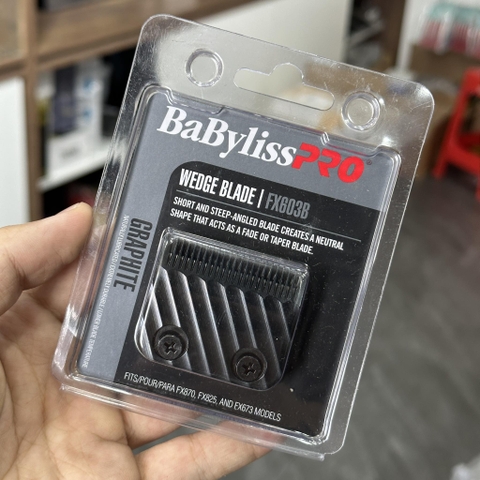 BaBylissPRO
WEDGE BLADE | FX603B
SHORT AND STEEP-ANGLED BLADE CREATES A NEUTRAL
SHAPE THAT ACTS AS A FADE OR TAPER BLADE.
GRAPHITE
FITS/POUR/PARA FX870, FX825, AND FX673 MODELS